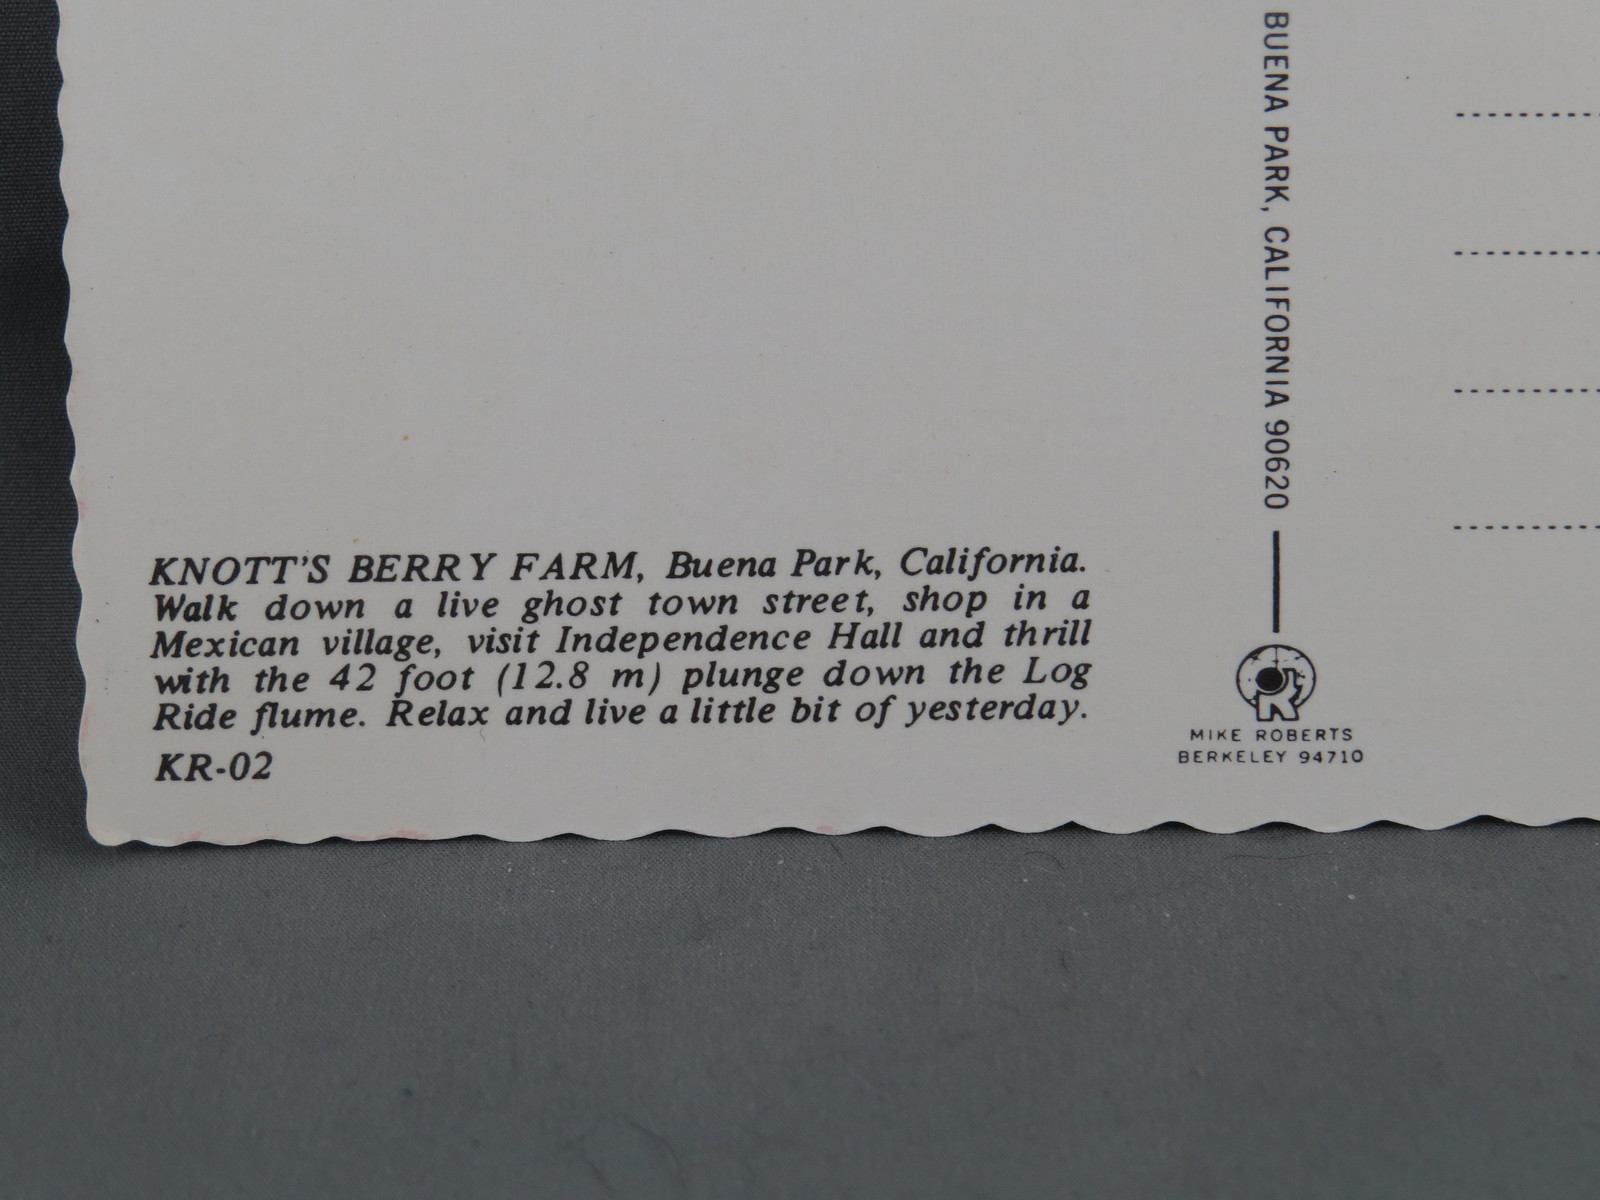 KNOTT'S BERRY FARM, Buena Park, California.
Walk down a live ghost town street, shop in a
Mexican village, visit Independence Hall and thrill
with the 42 foot (12.8 m) plunge down the Log
Ride flume. Relax and live a little bit of yesterday.
KR-02
BUENA PARK, CALIFORNIA 90620
MIKE ROBERTS
BERKELEY 94710